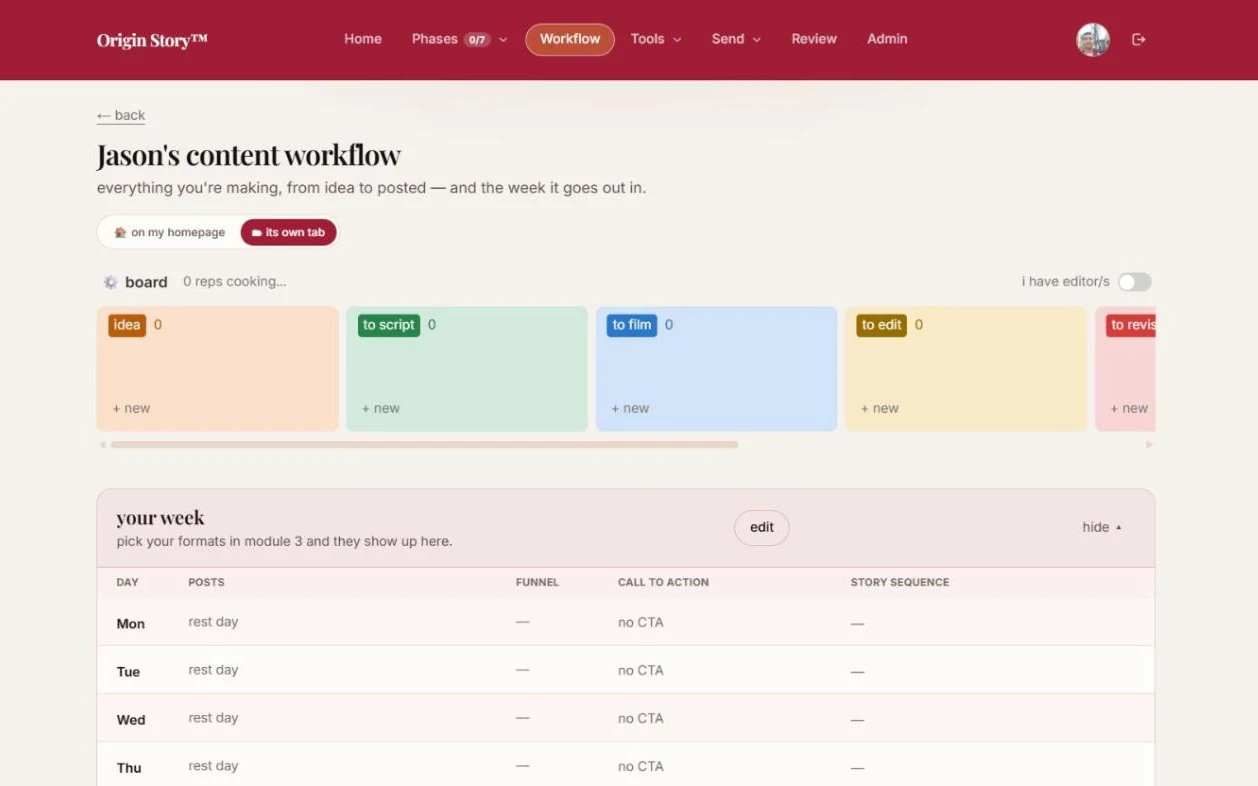 Origin Story™
Home Phases 0/7 Workflow Tools Send Review Admin
← back
Jason's content workflow
everything you're making, from idea to posted — and the week it goes out in.
on my homepage its own tab
board 0 reps cooking... i have editor/s
idea 0 to script 0 to film 0 to edit 0 to revis
+ new + new + new + new + new
your week
pick your formats in module 3 and they show up here.
edit
hide
DAY POSTS FUNNEL CALL TO ACTION STORY SEQUENCE
Mon rest day — no CTA —
Tue rest day — no CTA —
Wed rest day — no CTA —
Thu rest day — no CTA —